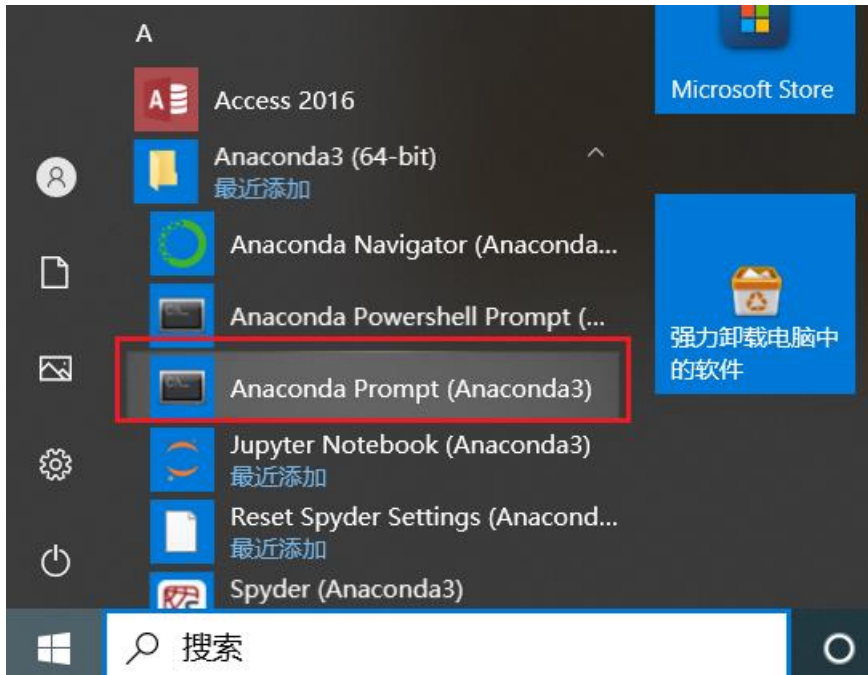 A
Access 2016
Anaconda3 (64-bit)
最近添加
Anaconda Navigator (Anaconda...
Anaconda Powershell Prompt (...
Anaconda Prompt (Anaconda3)
Jupyter Notebook (Anaconda3)
最近添加
Reset Spyder Settings (Anacond...
最近添加
Spyder (Anaconda3)
Microsoft Store
强力卸载电脑中
的软件
搜索